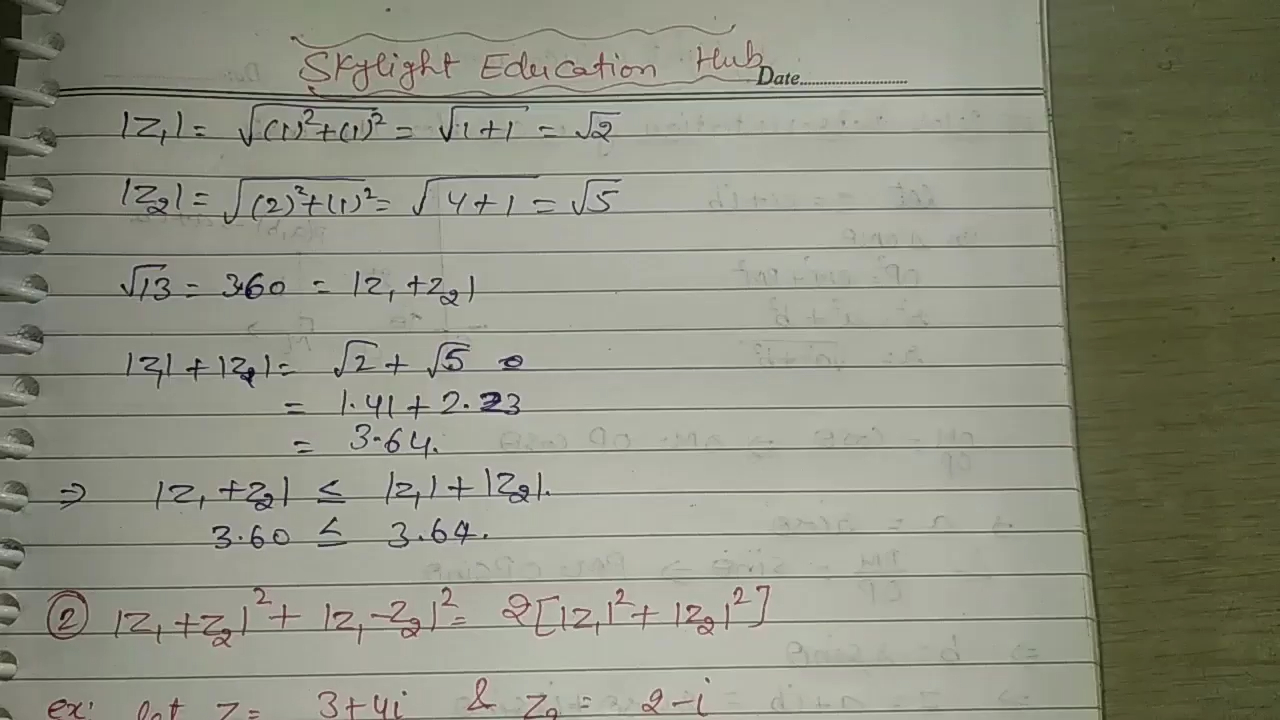 Skylight Education Hub
Date
|z₁| = √(1)²+(1)² = √1+1 = √2
|z₂| = √(2)²+(1)² = √4+1 = √5
√13 = 3.60 = |z₁+z₂|
|z₁|+|z₂| = √2 + √5
= 1.41 + 2.23
= 3.64.
⇒ |z₁+z₂| ≤ |z₁|+|z₂|.
3.60 ≤ 3.64.
② |z₁+z₂|²+ |z₁-z₂|² = 2[|z₁|²+|z₂|²]
ex: let z = 3+4i & z₂ = 2-i